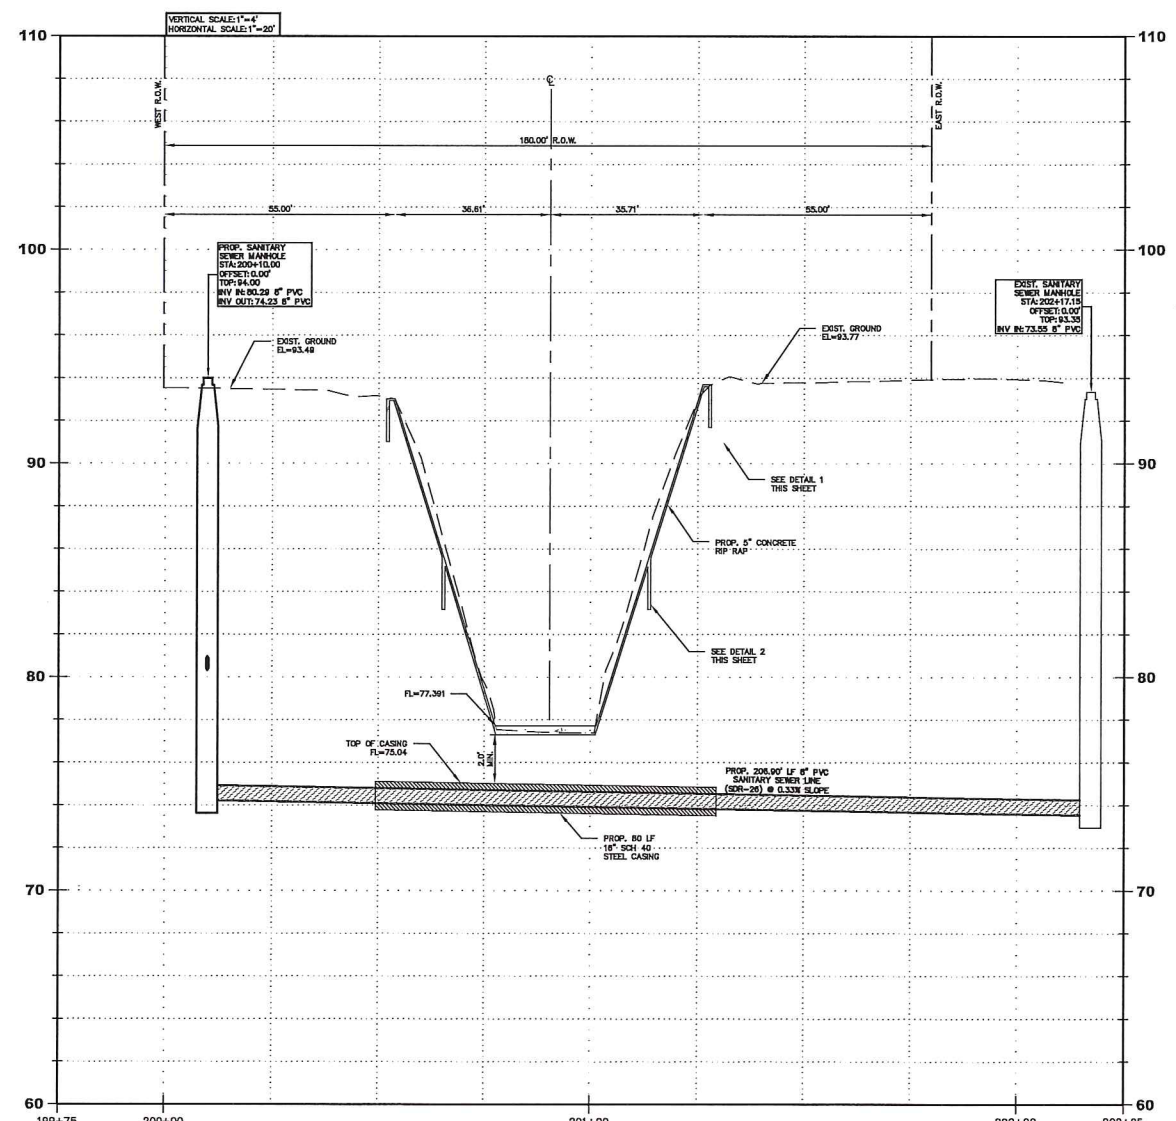 VERTICAL SCALE:1"=4'
HORIZONTAL SCALE:1"=20'
110
110
WEST R.O.W.
EAST R.O.W.
180.00' R.O.W.
55.00'
36.61'
35.71'
55.00'
100
100
PROP. SANITARY
SEWER MANHOLE
STA:200+10.00
OFFSET:0.00'
TOP:94.00
INV IN:80.29 8" PVC
INV OUT:74.23 8" PVC
EXIST. SANITARY
SEWER MANHOLE
STA:202+17.15
OFFSET:0.00'
TOP:93.35
INV IN:73.55 8" PVC
EXIST. GROUND
EL=93.49
EXIST. GROUND
EL=93.77
90
90
SEE DETAIL 1
THIS SHEET
PROP. 5" CONCRETE
RIP RAP
SEE DETAIL 2
THIS SHEET
80
80
FL=77.391
TOP OF CASING
FL=75.04
2.0'
MIN.
PROP. 206.90' LF 8" PVC
SANITARY SEWER LINE
(SDR-26) @ 0.33% SLOPE
PROP. 80 LF
16" SCH 40
STEEL CASING
70
70
60
60